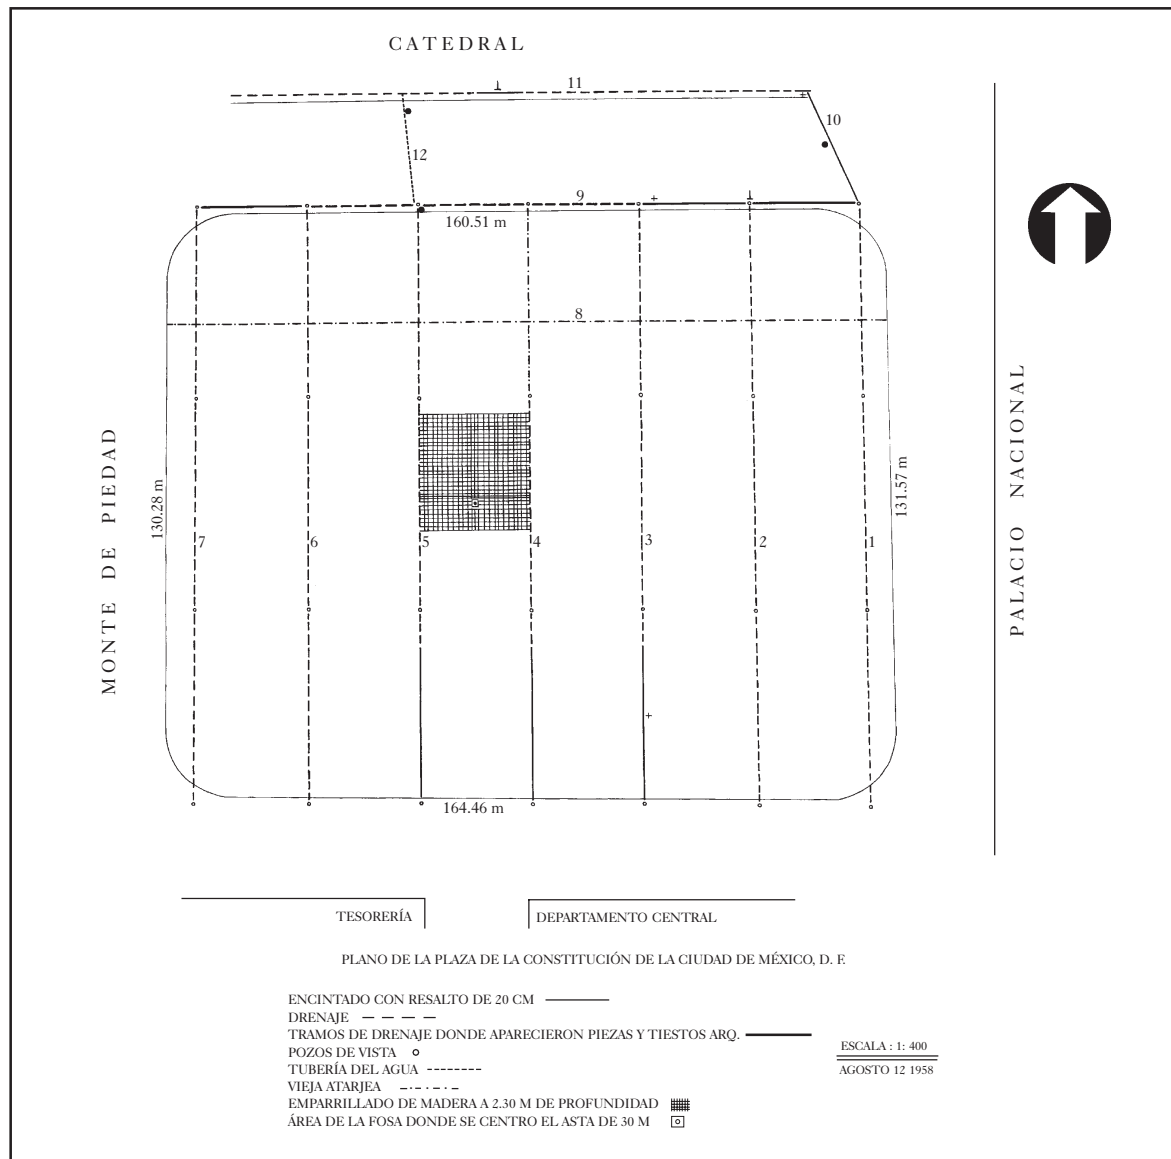 CATEDRAL
11
10
12
9
160.51 m
8
MONTE DE PIEDAD
130.28 m
7
6
5
4
3
2
1
131.57 m
PALACIO NACIONAL
164.46 m
TESORERÍA
DEPARTAMENTO CENTRAL
PLANO DE LA PLAZA DE LA CONSTITUCIÓN DE LA CIUDAD DE MÉXICO, D. F.
ENCINTADO CON RESALTO DE 20 CM
DRENAJE
TRAMOS DE DRENAJE DONDE APARECIERON PIEZAS Y TIESTOS ARQ.
POZOS DE VISTA
TUBERÍA DEL AGUA
VIEJA ATARJEA
EMPARRILLADO DE MADERA A 2.30 M DE PROFUNDIDAD
ÁREA DE LA FOSA DONDE SE CENTRO EL ASTA DE 30 M
ESCALA : 1: 400
AGOSTO 12 1958